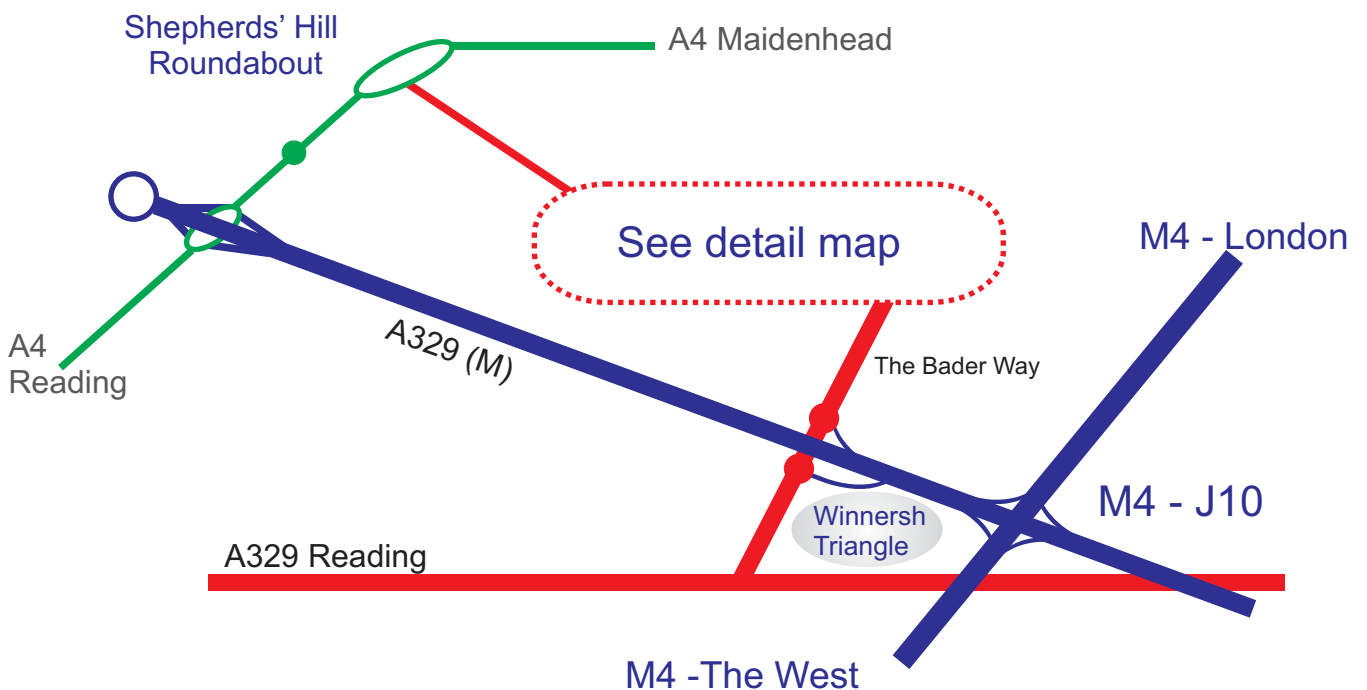 Shepherds’ Hill
Roundabout
A4 Maidenhead
See detail map
M4 - London
A4
Reading
A329 (M)
The Bader Way
M4 - J10
Winnersh
Triangle
A329 Reading
M4 -The West